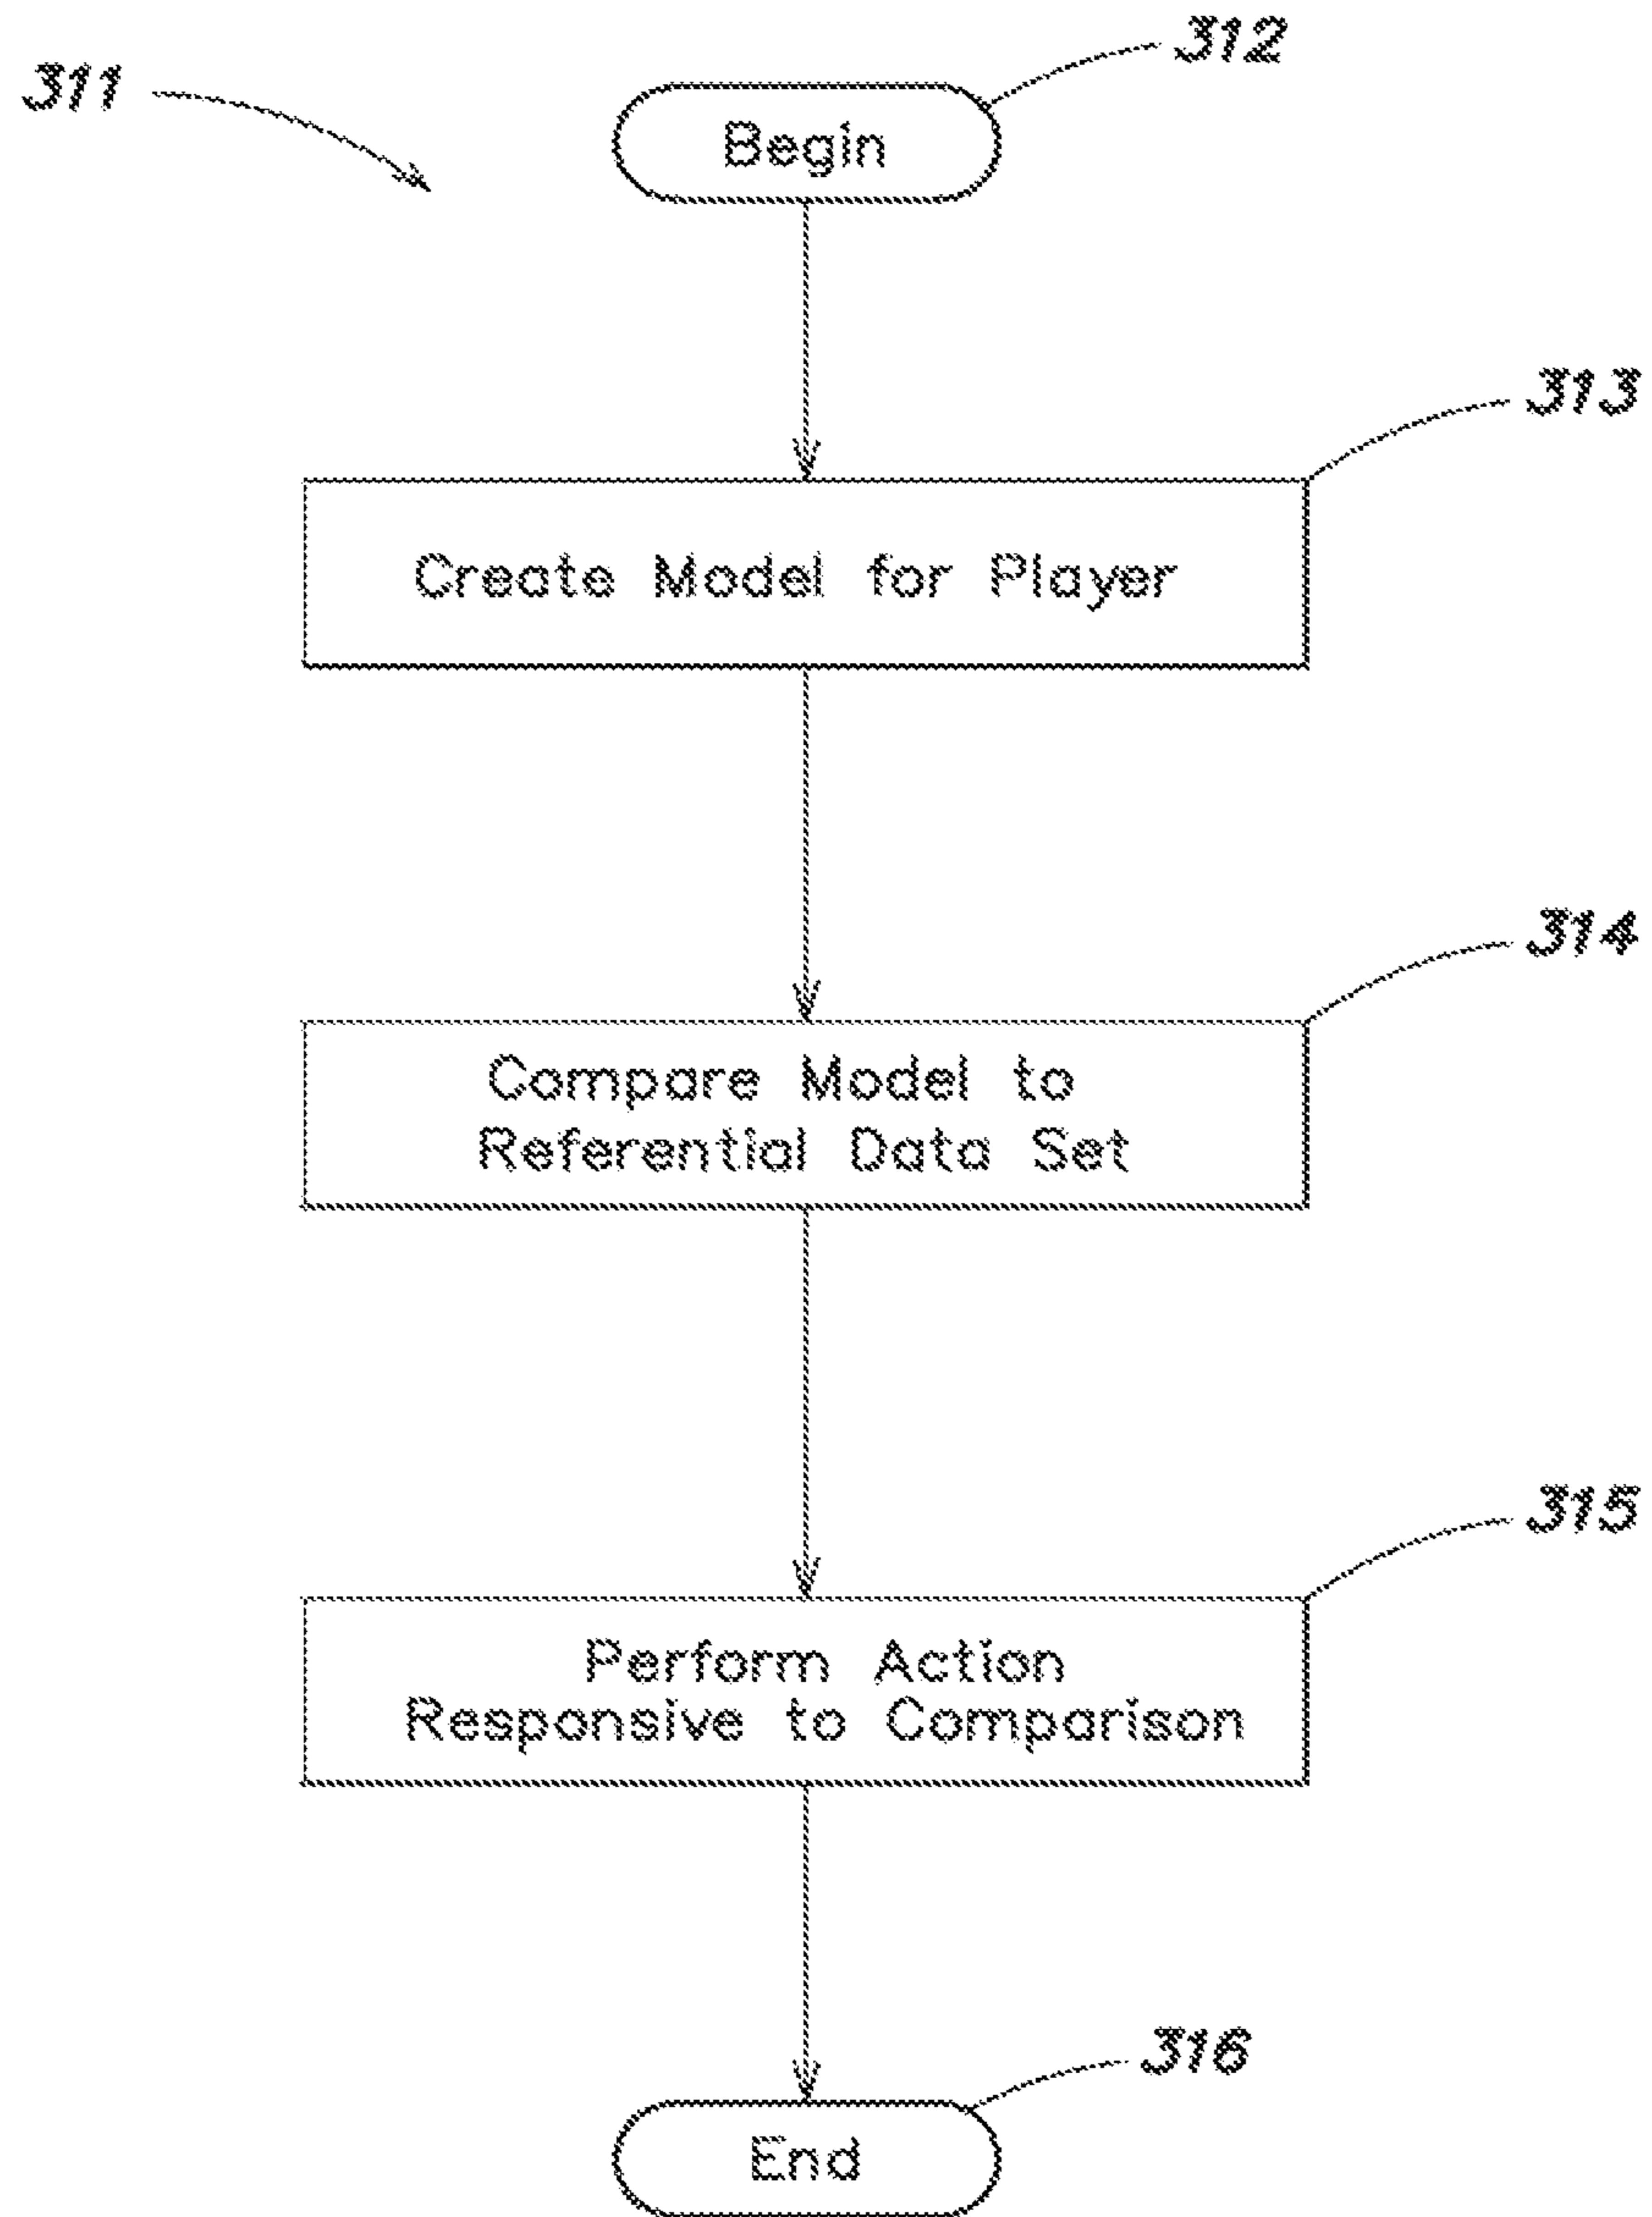 312
311
Begin
313
Create Model for Player
314
Compare Model to
Referential Data Set
315
Perform Action
Responsive to Comparison
316
End